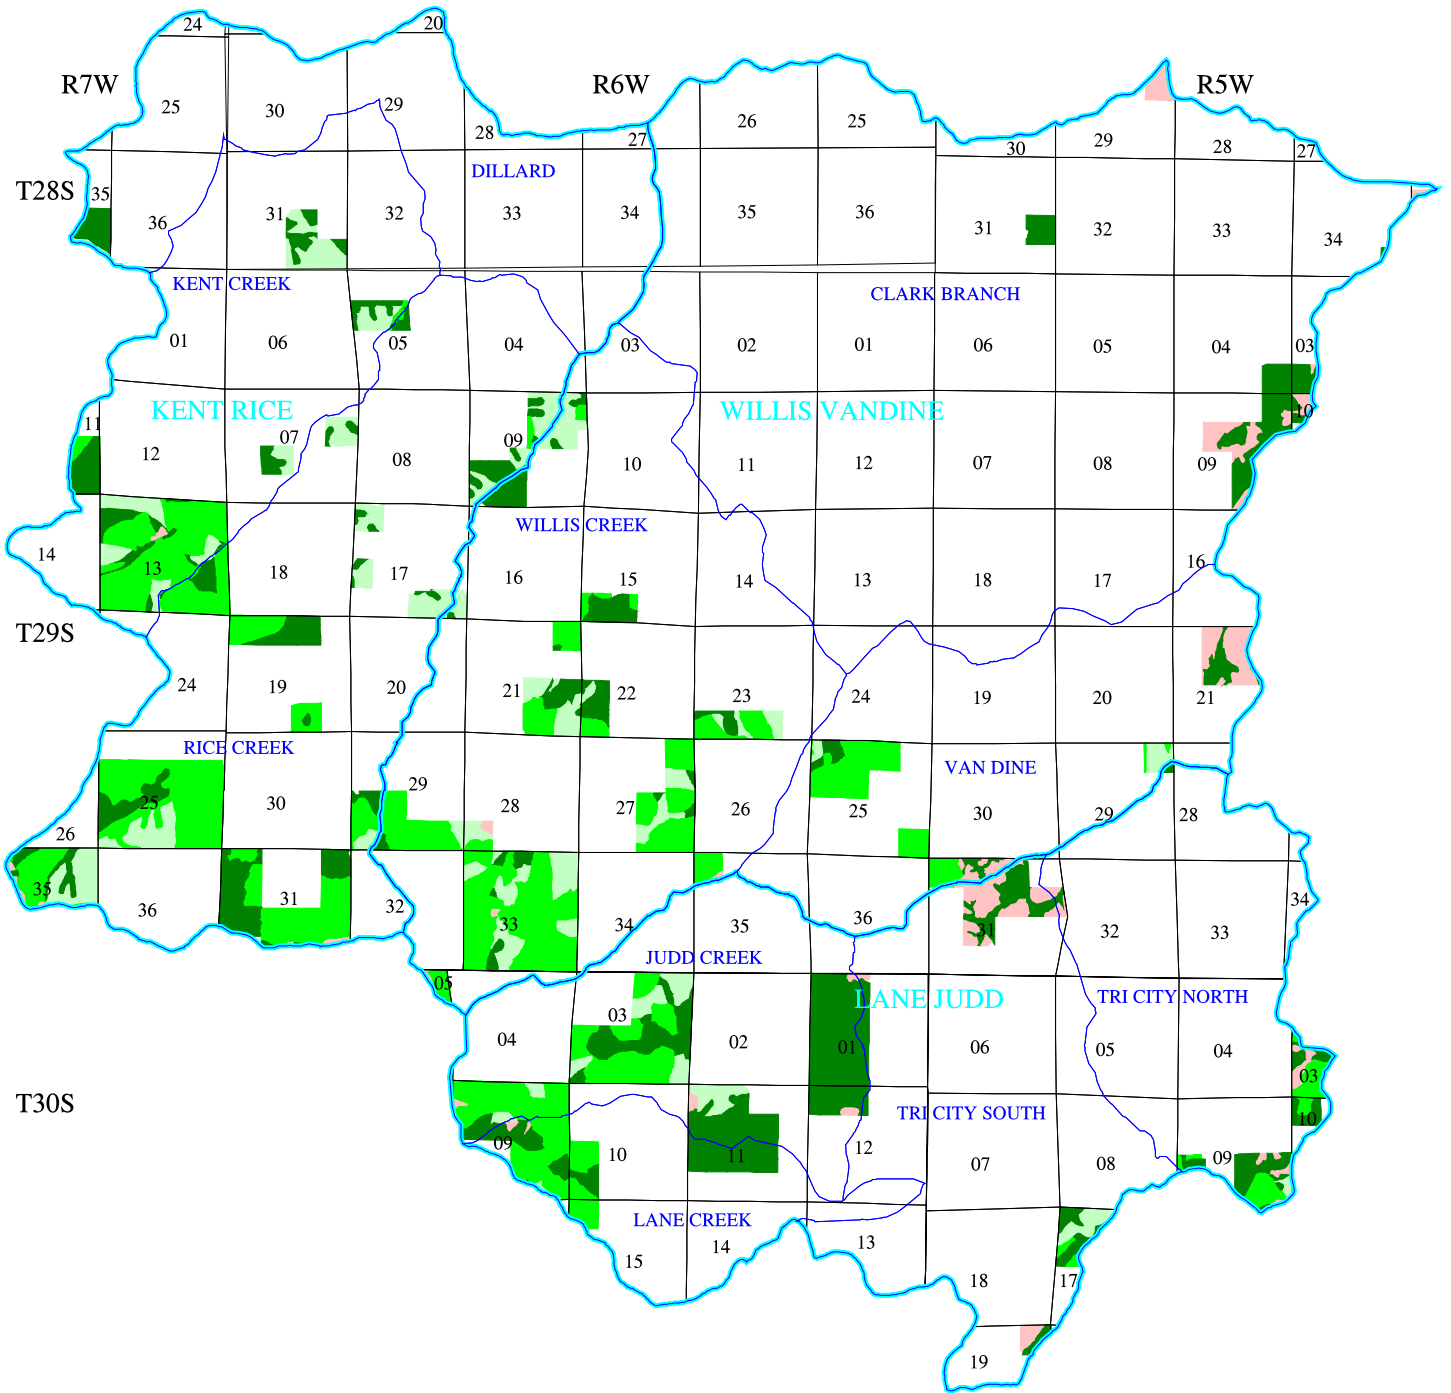 24 20
R7W R6W R5W
25 30 29 28 27 26 25 30 29 28 27
DILLARD
T28S
35 36 31 32 33 34 35 36 31 32 33 34
KENT CREEK CLARK BRANCH
01 06 05 04 03 02 01 06 05 04 03
KENT RICE WILLIS VANDINE
11 12 07 08 09 10 11 12 07 08 09 10
WILLIS CREEK
14 13 18 17 16 15 14 13 18 17 16
T29S
24 19 20 21 22 23 24 19 20 21
RICE CREEK VAN DINE
26 25 30 29 28 27 26 25 30 29 28
35 36 31 32 33 34 35 36 31 32 33 34
JUDD CREEK
LANE JUDD TRI CITY NORTH
05 04 03 02 01 06 05 04 03
T30S
TRI CITY SOUTH
09 10 11 12 07 08 09 10
LANE CREEK
15 14 13 18 17
19